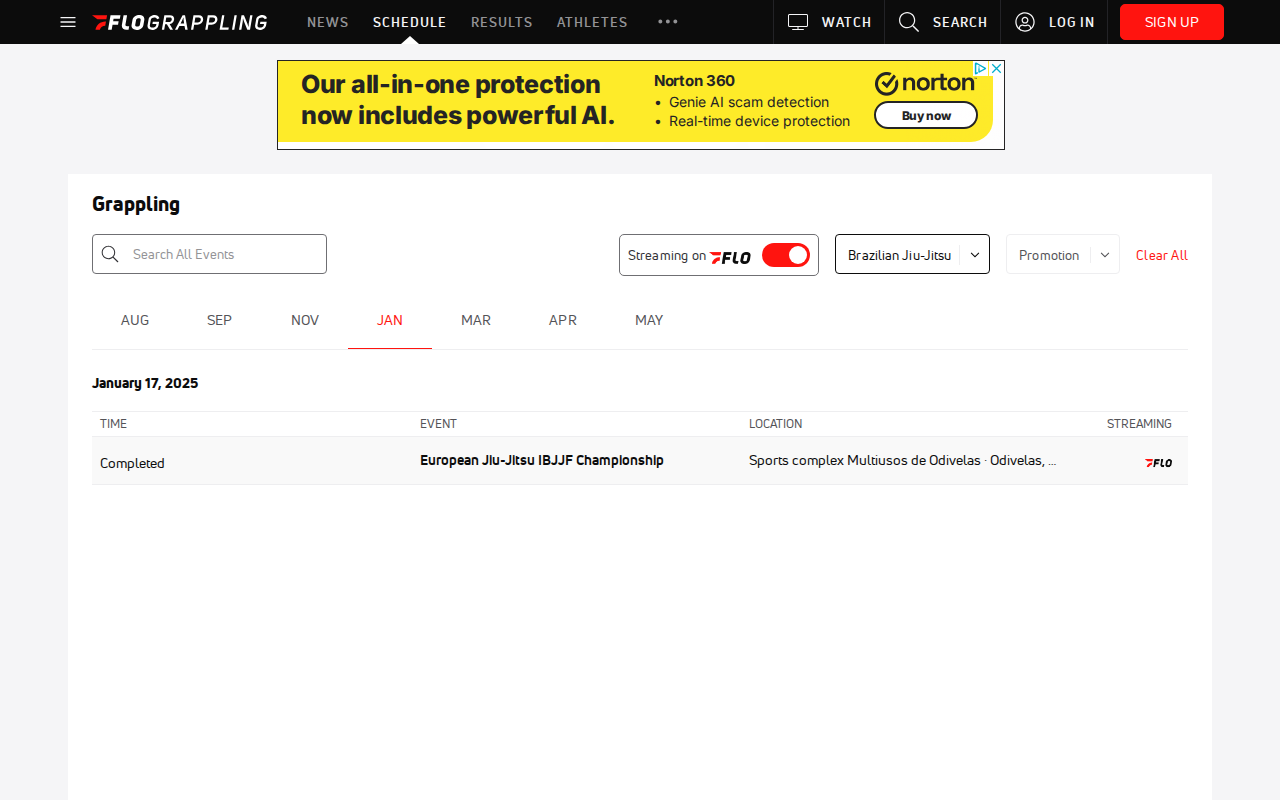 FLOGRAPPLING NEWS SCHEDULE RESULTS ATHLETES ••• WATCH SEARCH LOG IN SIGN UP
Our all-in-one protection
now includes powerful AI.
Norton 360
• Genie AI scam detection
• Real-time device protection
norton
Buy now
Grappling
Search All Events
Streaming on FLO
Brazilian Jiu-Jitsu
Promotion
Clear All
AUG SEP NOV JAN MAR APR MAY
January 17, 2025
TIME EVENT LOCATION STREAMING
Completed European Jiu-Jitsu IBJJF Championship Sports complex Multiusos de Odivelas · Odivelas, ... FLO